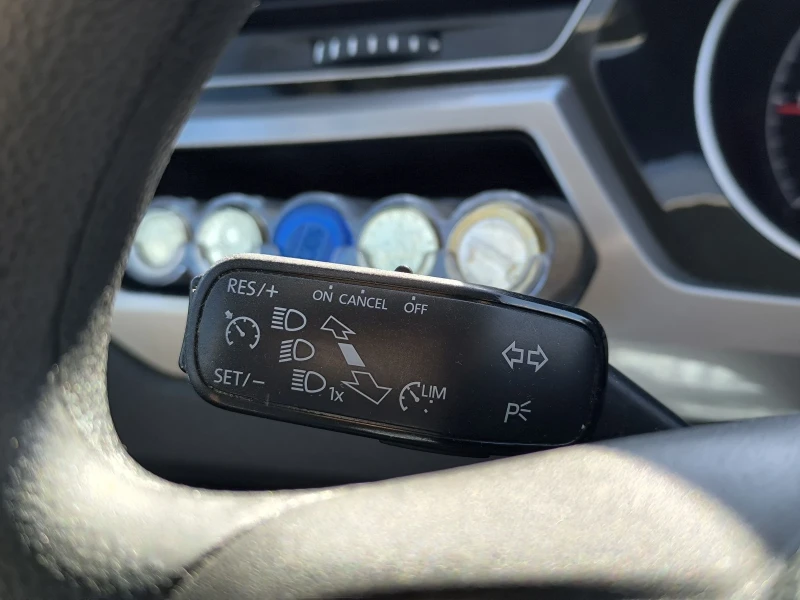 RES/+ ON CANCEL OFF
SET/−
1x
LIM
P